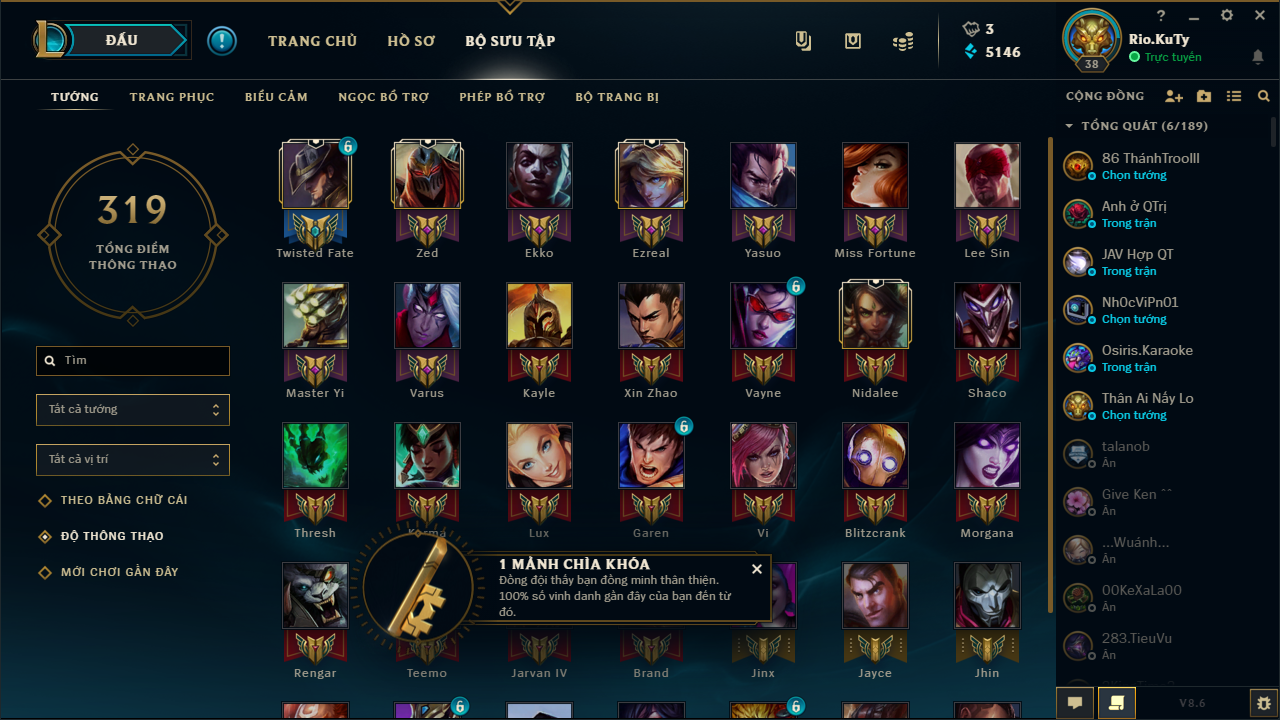 ĐẤU
!
TRANG CHỦ
HỒ SƠ
BỘ SƯU TẬP
3
5146
?
38
Rio.KuTy
Trực tuyến
TƯỚNG
TRANG PHỤC
BIỂU CẢM
NGỌC BỔ TRỢ
PHÉP BỔ TRỢ
BỘ TRANG BỊ
CỘNG ĐỒNG
TỔNG QUÁT (6/189)
319
TỔNG ĐIỂM
THÔNG THẠO
Tìm
Tất cả tướng
Tất cả vị trí
THEO BẢNG CHỮ CÁI
ĐỘ THÔNG THẠO
MỚI CHƠI GẦN ĐÂY
6
Twisted Fate
Zed
Ekko
Ezreal
Yasuo
Miss Fortune
Lee Sin
6
Master Yi
Varus
Kayle
Xin Zhao
Vayne
Nidalee
Shaco
6
Thresh
Karma
Lux
Garen
Vi
Blitzcrank
Morgana
1 MẢNH CHÌA KHÓA
Đồng đội thấy bạn đồng minh thân thiện.
100% số vinh danh gần đây của bạn đến từ
đó.
Rengar
Teemo
Jarvan IV
Brand
Jinx
Jayce
Jhin
6
6
86 ThánhTroolll
Chọn tướng
Anh ở QTrị
Trong trận
JAV Hợp QT
Trong trận
Nh0cViPn01
Chọn tướng
Osiris.Karaoke
Trong trận
Thân Ai Nấy Lo
Chọn tướng
talanob
Ẩn
Give Ken ^^
Ẩn
...Wuánh...
Ẩn
00KeXaLa00
Ẩn
283.TieuVu
Ẩn
V8.6